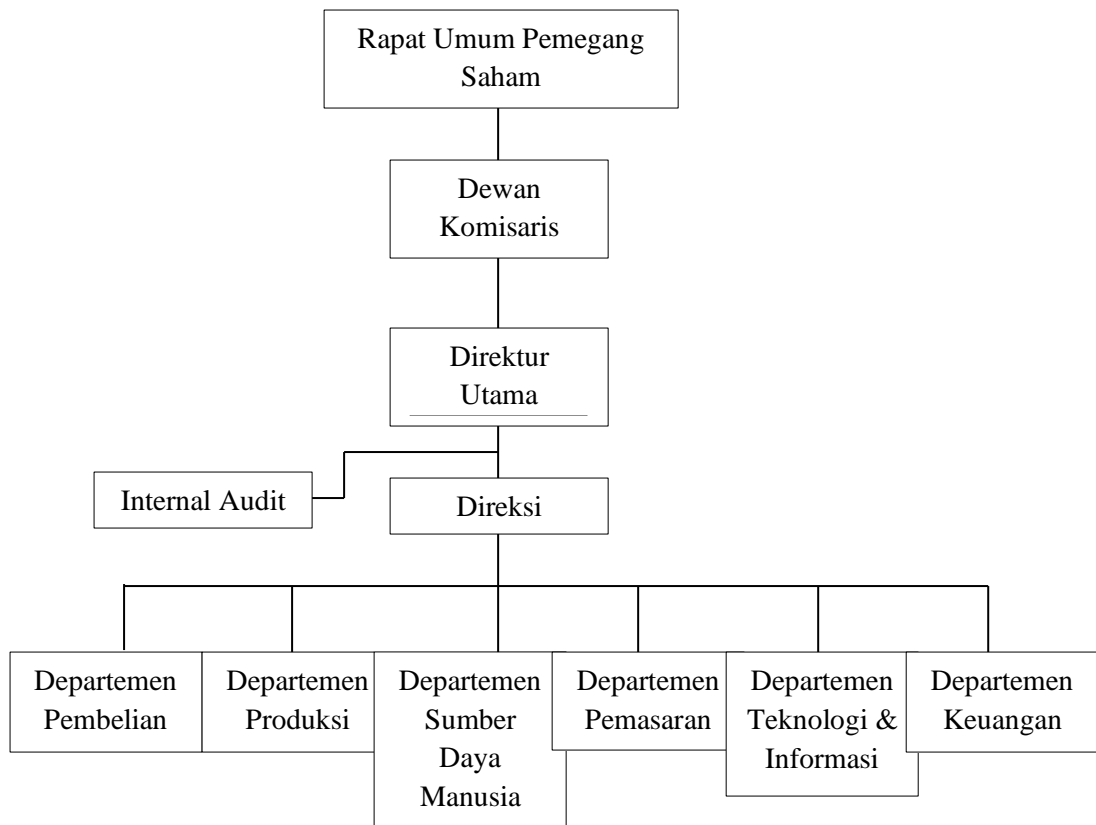 Rapat Umum Pemegang
Saham
Dewan
Komisaris
Direktur
Utama
Internal Audit
Direksi
Departemen
Pembelian
Departemen
Produksi
Departemen
Sumber
Daya
Manusia
Departemen
Pemasaran
Departemen
Teknologi &
Informasi
Departemen
Keuangan